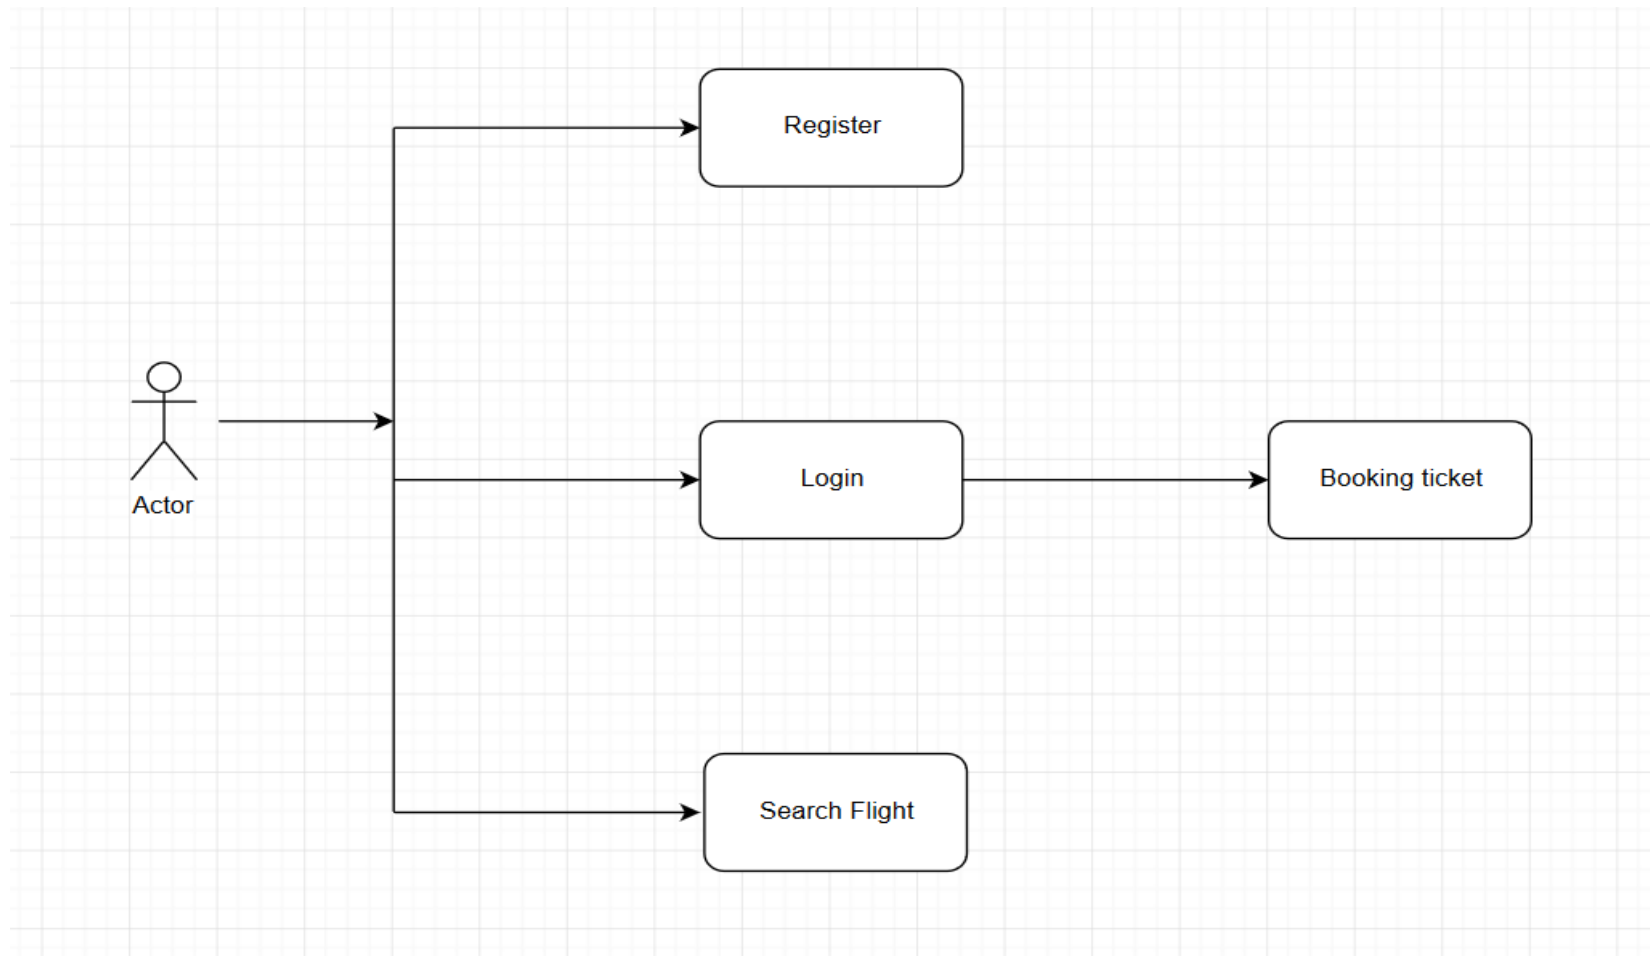 Register
Actor
Login
Booking ticket
Search Flight